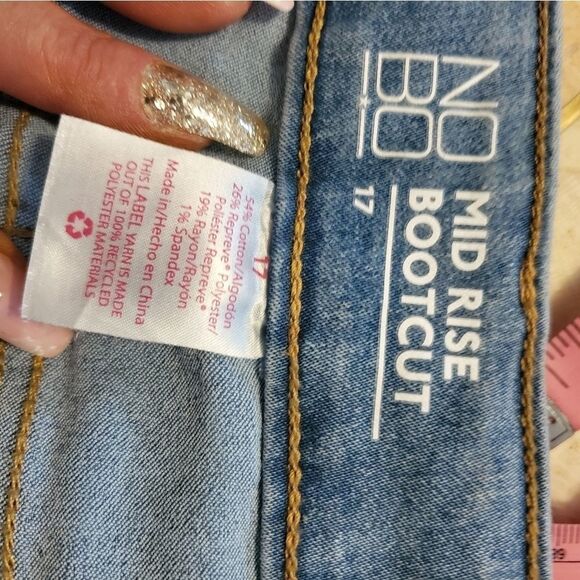 NO
BO
17
MID RISE
BOOTCUT
17
17
54% Cotton/Algodón
26% Repreve® Polyester/
Poliéster Repreve®
19% Rayon/Rayón
1% Spandex
Made in/Hecho en China
THIS LABEL YARN IS MADE
OUT OF 100% RECYCLED
POLYESTER MATERIALS